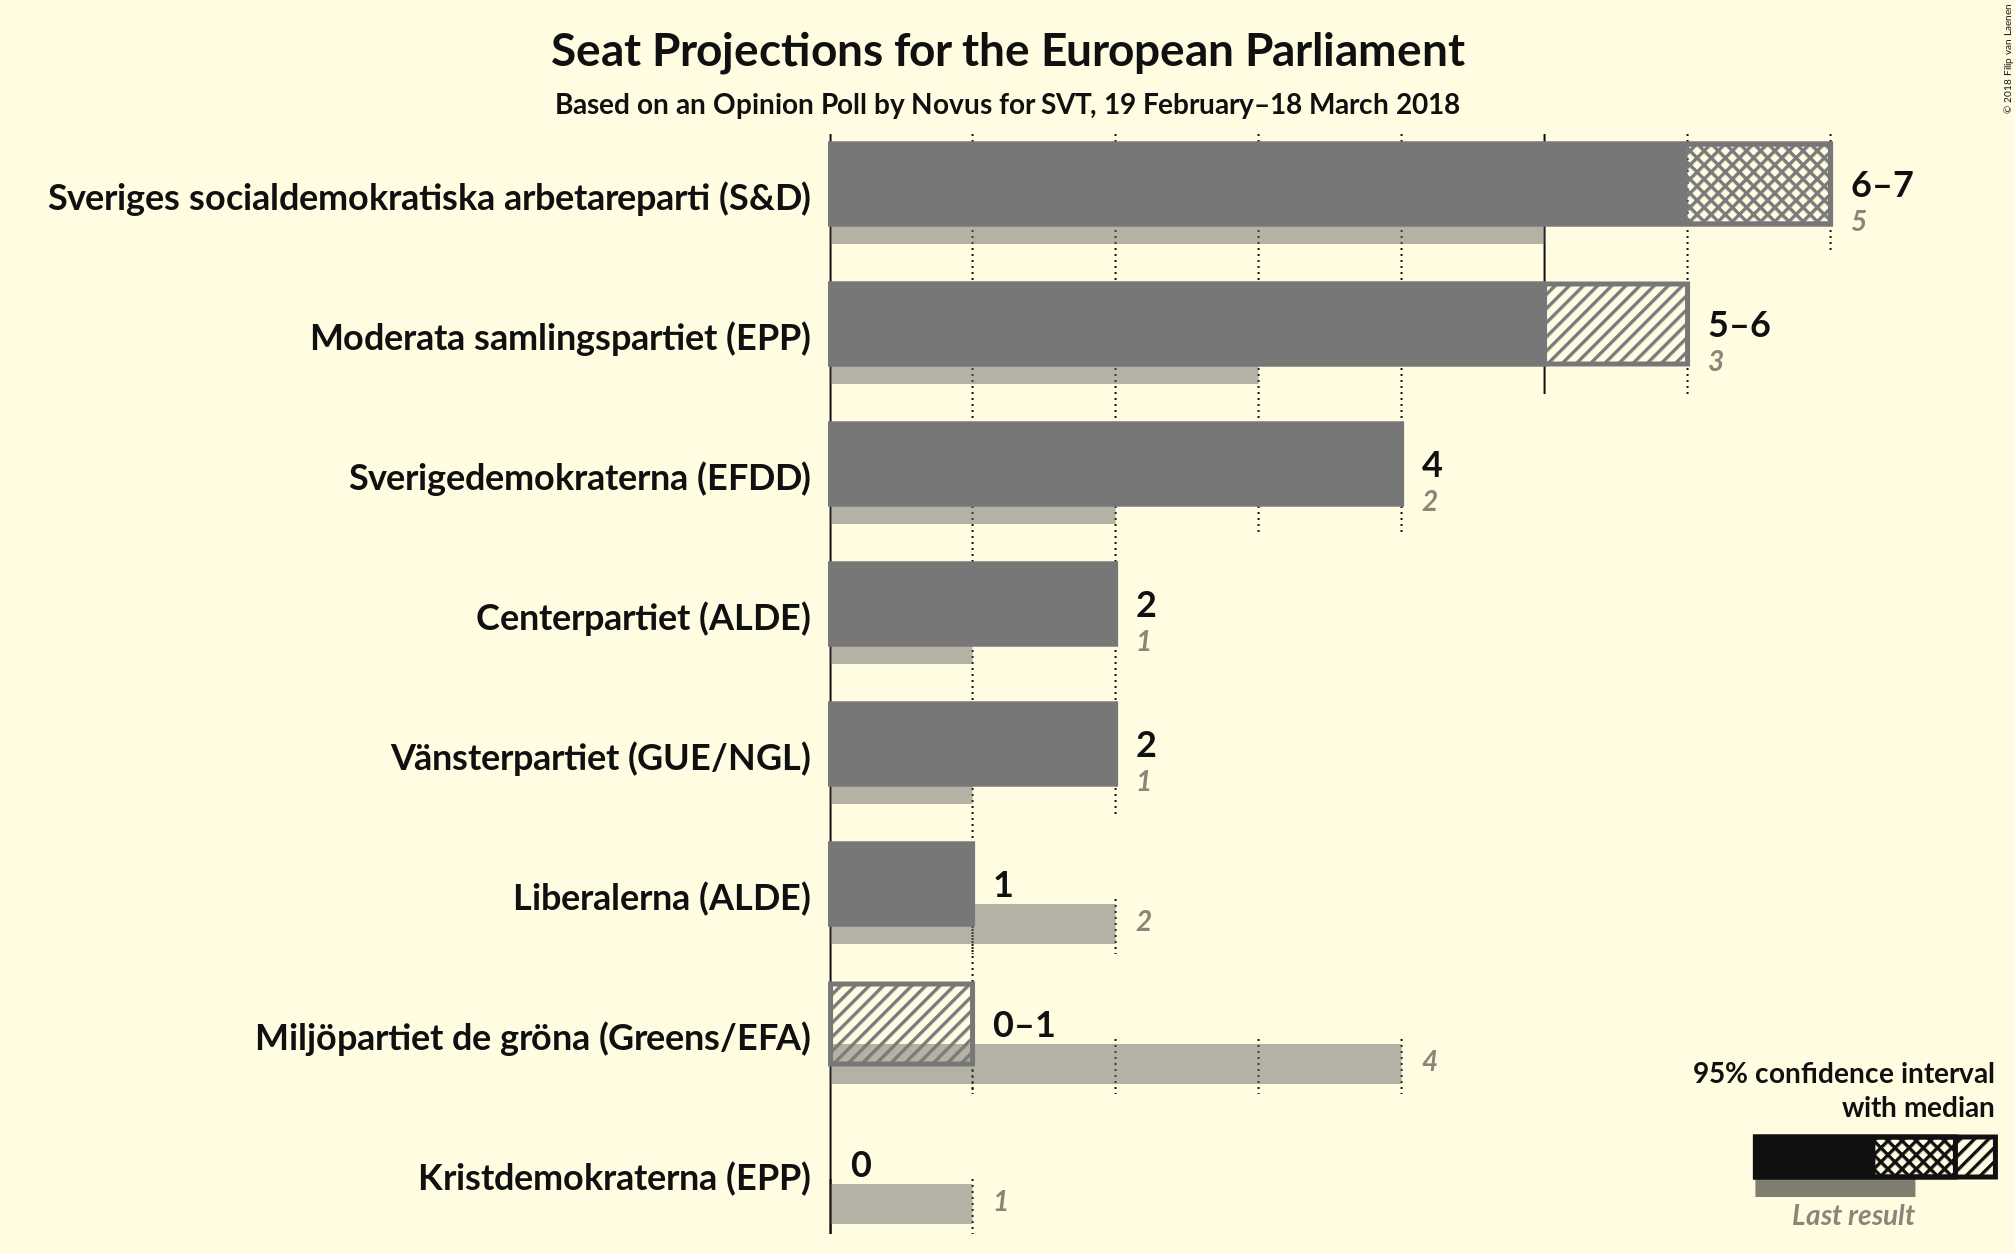 Seat Projections for the European Parliament
Based on an Opinion Poll by Novus for SVT, 19 February–18 March 2018
© 2018 Filip van Laenen
Sveriges socialdemokratiska arbetareparti (S&D)
6–7
5
Moderata samlingspartiet (EPP)
5–6
3
Sverigedemokraterna (EFDD)
4
2
Centerpartiet (ALDE)
2
1
Vänsterpartiet (GUE/NGL)
2
1
Liberalerna (ALDE)
1
2
Miljöpartiet de gröna (Greens/EFA)
0–1
4
Kristdemokraterna (EPP)
0
1
95% confidence interval
with median
Last result